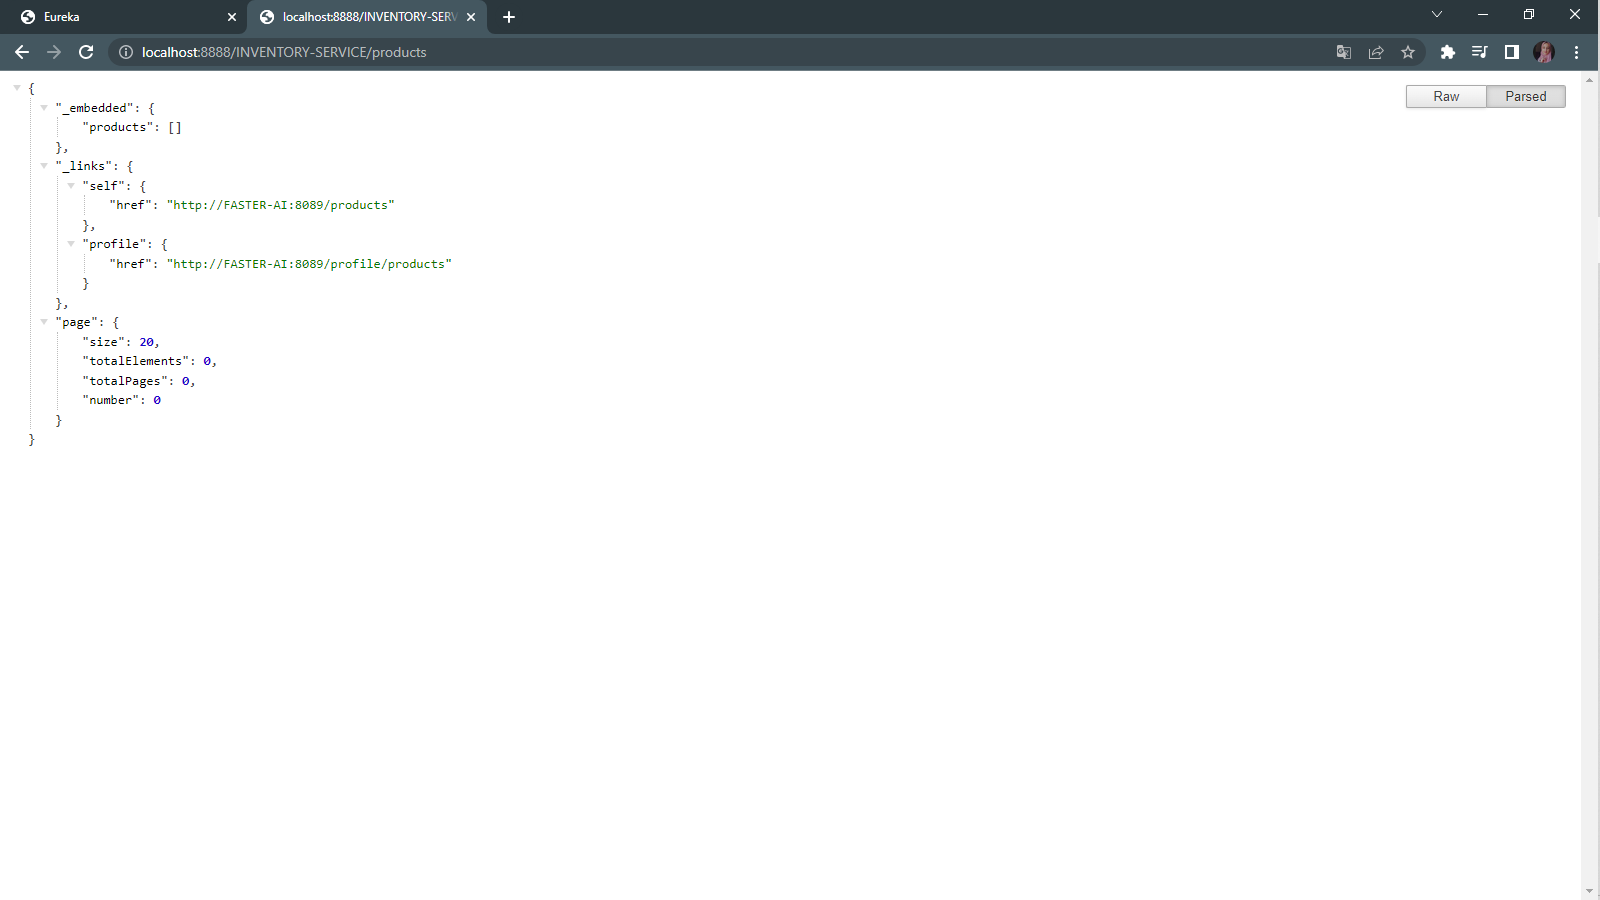 Eureka
localhost:8888/INVENTORY-SERV
localhost:8888/INVENTORY-SERVICE/products
Raw
Parsed
{
"_embedded": {
"products": []
},
"_links": {
"self": {
"href": "http://FASTER-AI:8089/products"
},
"profile": {
"href": "http://FASTER-AI:8089/profile/products"
}
},
"page": {
"size": 20,
"totalElements": 0,
"totalPages": 0,
"number": 0
}
}